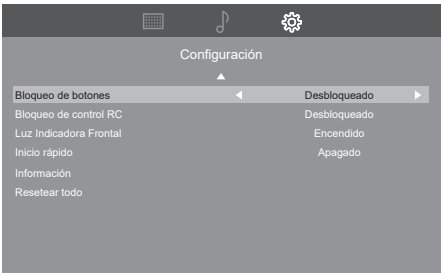 Configuración
Bloqueo de botones Desbloqueado
Bloqueo de control RC Desbloqueado
Luz Indicadora Frontal Encendido
Inicio rápido Apagado
Información
Resetear todo